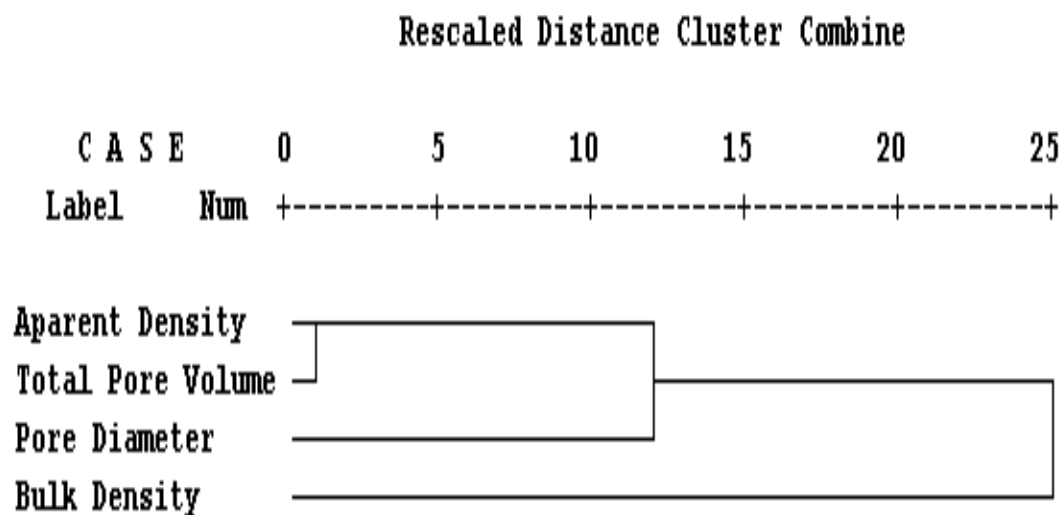 Rescaled Distance Cluster Combine
C A S E 0 5 10 15 20 25
Label Num +---------+---------+---------+---------+---------+
Aparent Density
Total Pore Volume
Pore Diameter
Bulk Density